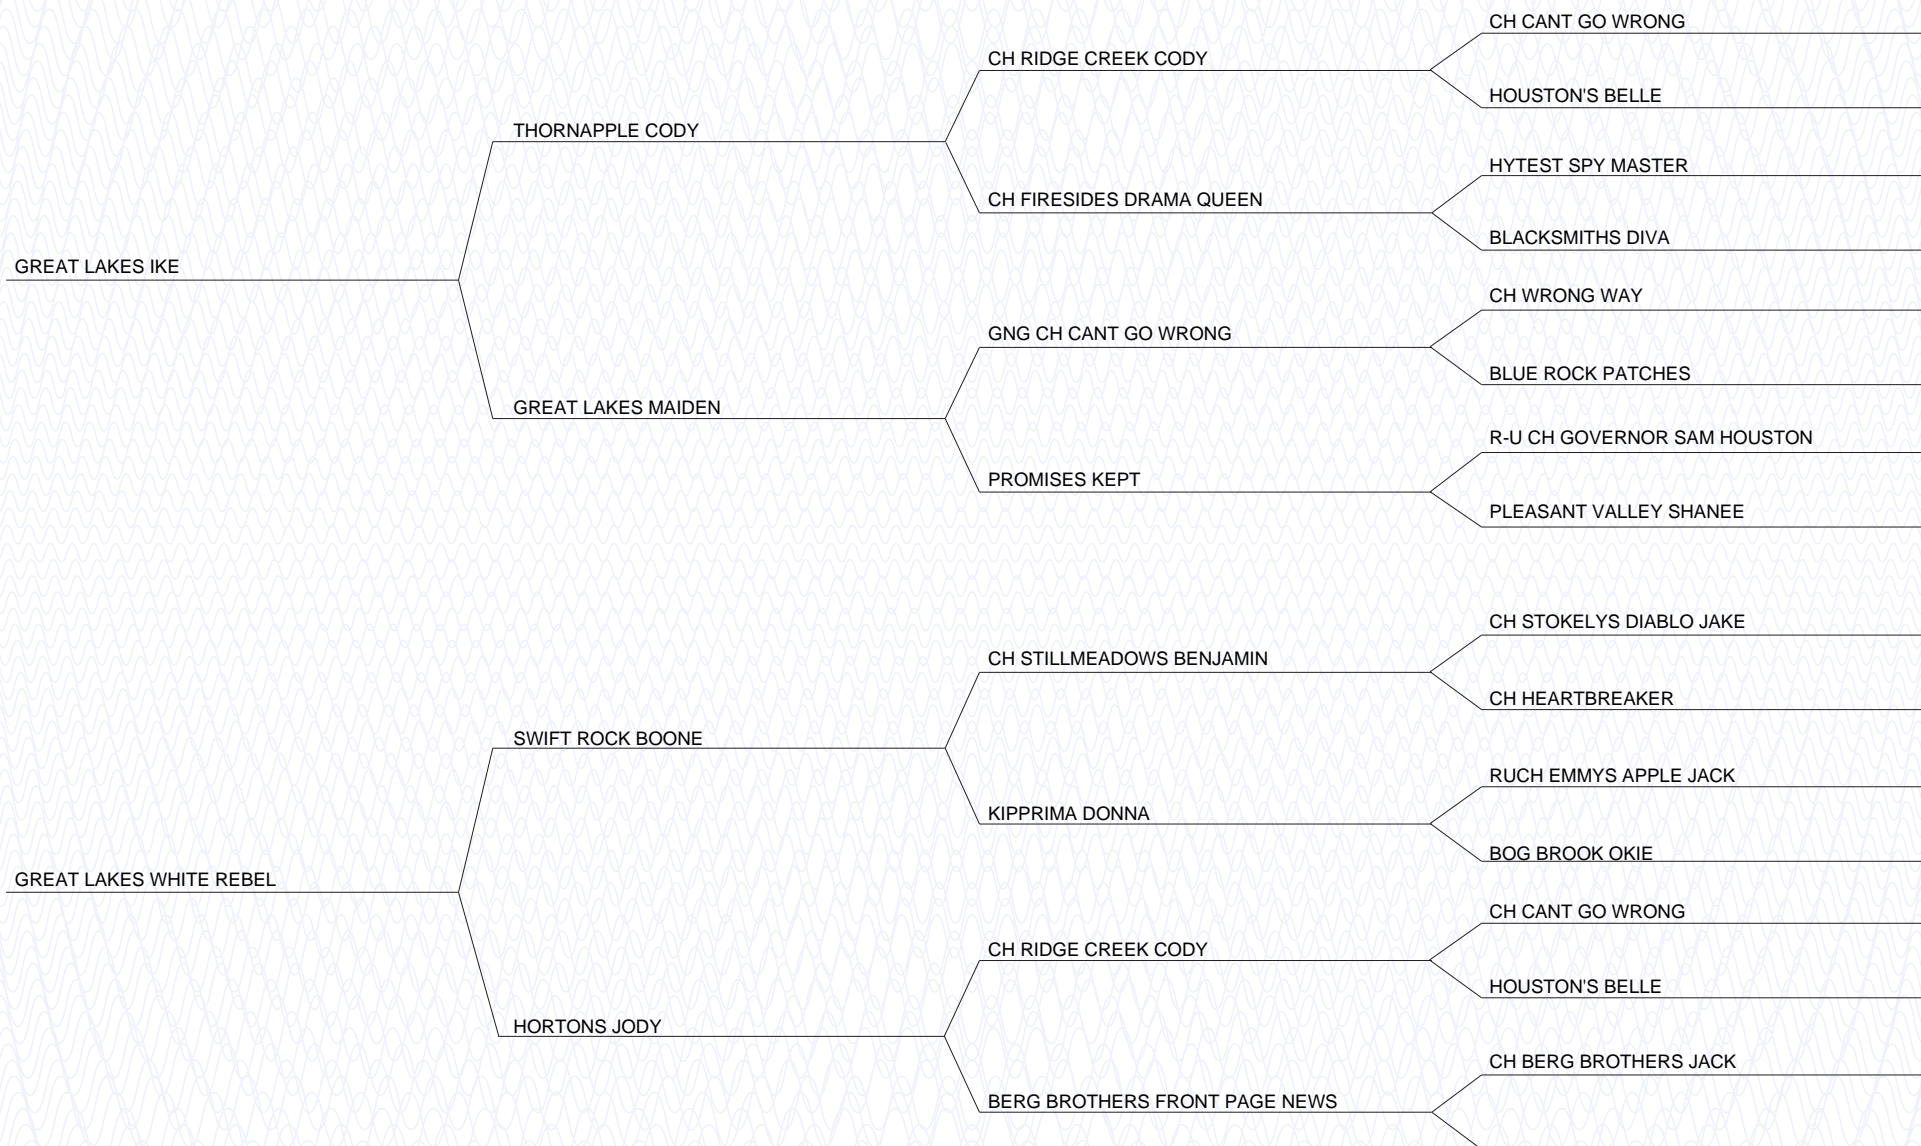 CH CANT GO WRONG
CH RIDGE CREEK CODY
HOUSTON'S BELLE
THORNAPPLE CODY
HYTEST SPY MASTER
CH FIRESIDES DRAMA QUEEN
BLACKSMITHS DIVA
GREAT LAKES IKE
CH WRONG WAY
GNG CH CANT GO WRONG
BLUE ROCK PATCHES
GREAT LAKES MAIDEN
R-U CH GOVERNOR SAM HOUSTON
PROMISES KEPT
PLEASANT VALLEY SHANEE
CH STOKELYS DIABLO JAKE
CH STILLMEADOWS BENJAMIN
CH HEARTBREAKER
SWIFT ROCK BOONE
RUCH EMMYS APPLE JACK
KIPPRIMA DONNA
BOG BROOK OKIE
GREAT LAKES WHITE REBEL
CH CANT GO WRONG
CH RIDGE CREEK CODY
HOUSTON'S BELLE
HORTONS JODY
CH BERG BROTHERS JACK
BERG BROTHERS FRONT PAGE NEWS